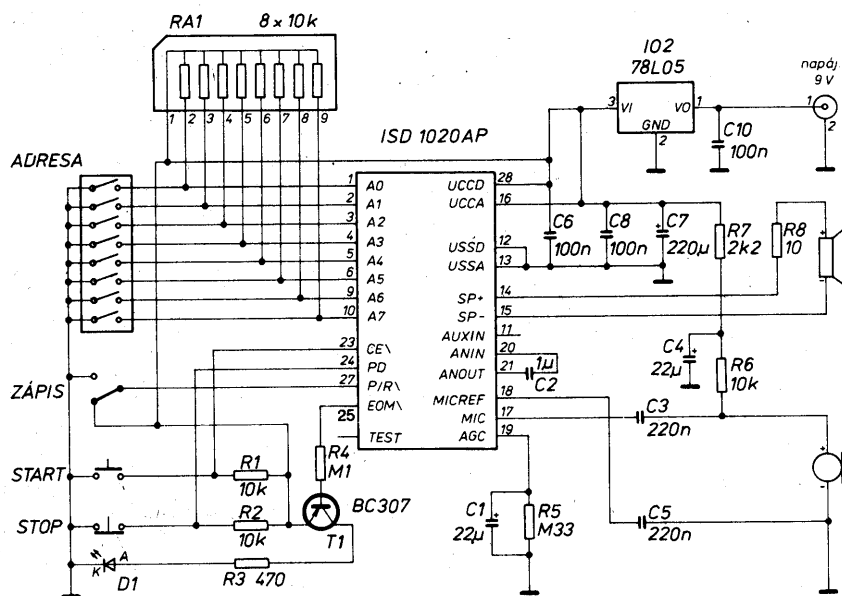 RA1 8 x 10k
1 2 3 4 5 6 7 8 9
IO2
78L05
napáj.
9 V
3 VI VO 1
GND
2
1
2
C10
100n
ISD 1020AP
ADRESA
1 A0
2 A1
3 A2
4 A3
5 A4
6 A5
9 A6
10 A7
23 CE\
24 PD
27 P/R\
EOM\
25
TEST
UCCD 28
UCCA 16
USSD 12
USSA 13
SP+ 14
SP- 15
AUXIN 11
ANIN 20
ANOUT 21
MICREF 18
MIC 17
AGC 19
C6
100n
C8
100n
C7
220µ
+
R7
2k2
R8
10
+
-
1µ
C2
C4
22µ
+
R6
10k
C3
220n
C5
220n
+
-
ZÁPIS
START
STOP
R1
10k
R2
10k
R3 470
R4
M1
BC307
T1
K A
D1
C1
22µ
+
R5
M33